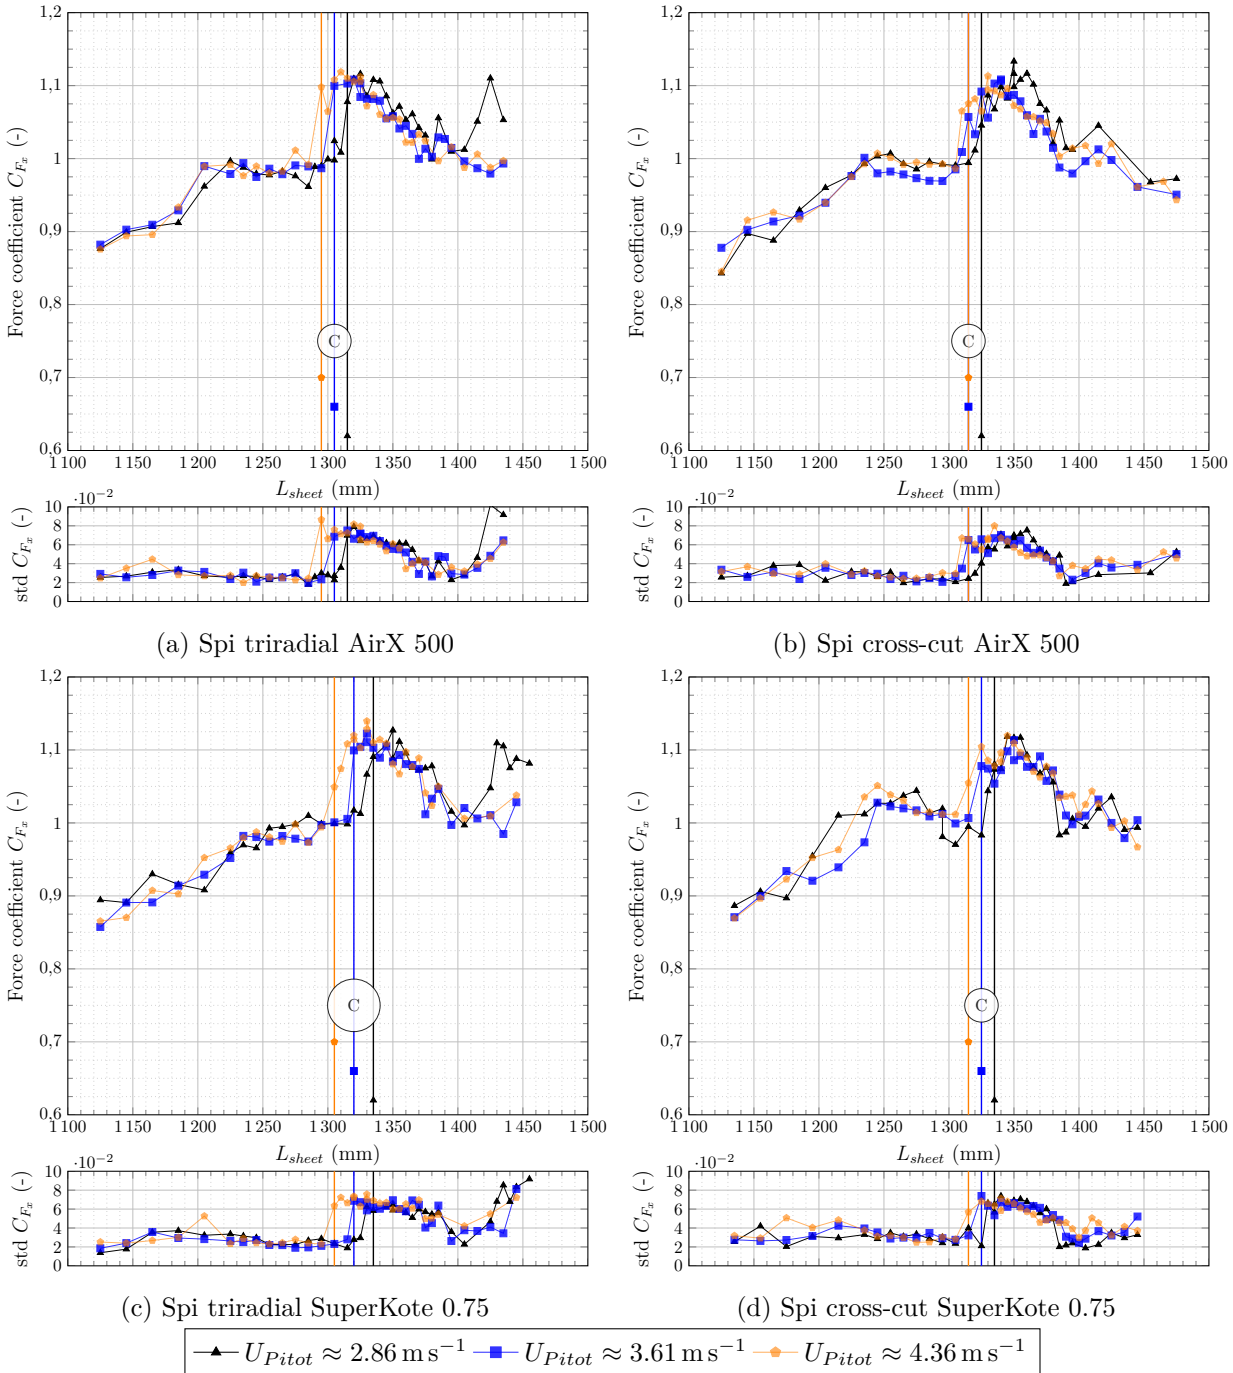 1,2
1,1
1
0,9
0,8
0,7
0,6
Force coefficient C_{F_x} (-)
C
1 100 1 150 1 200 1 250 1 300 1 350 1 400 1 450 1 500
L_{sheet} (mm)
·10^{-2}
10
8
6
4
2
0
std C_{F_x} (-)
(a) Spi triradial AirX 500
1,2
1,1
1
0,9
0,8
0,7
0,6
Force coefficient C_{F_x} (-)
C
1 100 1 150 1 200 1 250 1 300 1 350 1 400 1 450 1 500
L_{sheet} (mm)
·10^{-2}
10
8
6
4
2
0
std C_{F_x} (-)
(b) Spi cross-cut AirX 500
1,2
1,1
1
0,9
0,8
0,7
0,6
Force coefficient C_{F_x} (-)
C
1 100 1 150 1 200 1 250 1 300 1 350 1 400 1 450 1 500
L_{sheet} (mm)
·10^{-2}
10
8
6
4
2
0
std C_{F_x} (-)
(c) Spi triradial SuperKote 0.75
1,2
1,1
1
0,9
0,8
0,7
0,6
Force coefficient C_{F_x} (-)
C
1 100 1 150 1 200 1 250 1 300 1 350 1 400 1 450 1 500
L_{sheet} (mm)
·10^{-2}
10
8
6
4
2
0
std C_{F_x} (-)
(d) Spi cross-cut SuperKote 0.75
U_{Pitot} ≈ 2.86 m s^{−1} U_{Pitot} ≈ 3.61 m s^{−1} U_{Pitot} ≈ 4.36 m s^{−1}